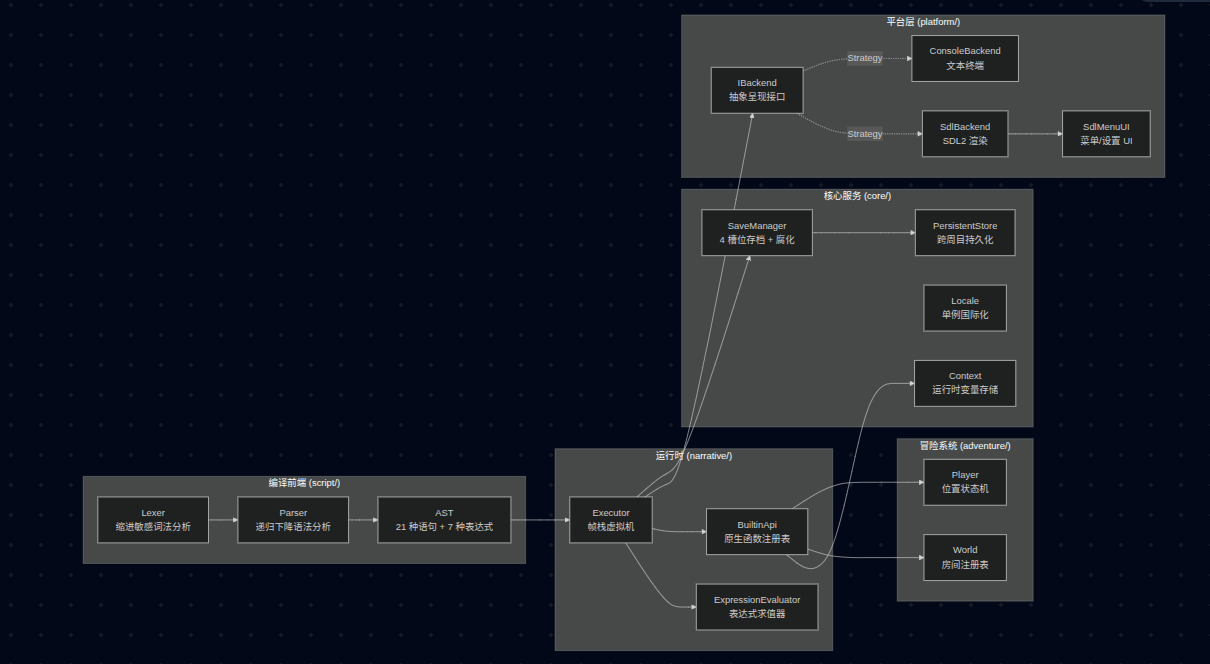 平台层 (platform/)
IBackend
抽象呈现接口
Strategy
Strategy
ConsoleBackend
文本终端
SdlBackend
SDL2 渲染
SdlMenuUI
菜单/设置 UI
核心服务 (core/)
SaveManager
4 槽位存档 + 腐化
PersistentStore
跨周目持久化
Locale
单例国际化
Context
运行时变量存储
编译前端 (script/)
Lexer
缩进敏感词法分析
Parser
递归下降语法分析
AST
21 种语句 + 7 种表达式
运行时 (narrative/)
Executor
帧栈虚拟机
BuiltinApi
原生函数注册表
ExpressionEvaluator
表达式求值器
冒险系统 (adventure/)
Player
位置状态机
World
房间注册表